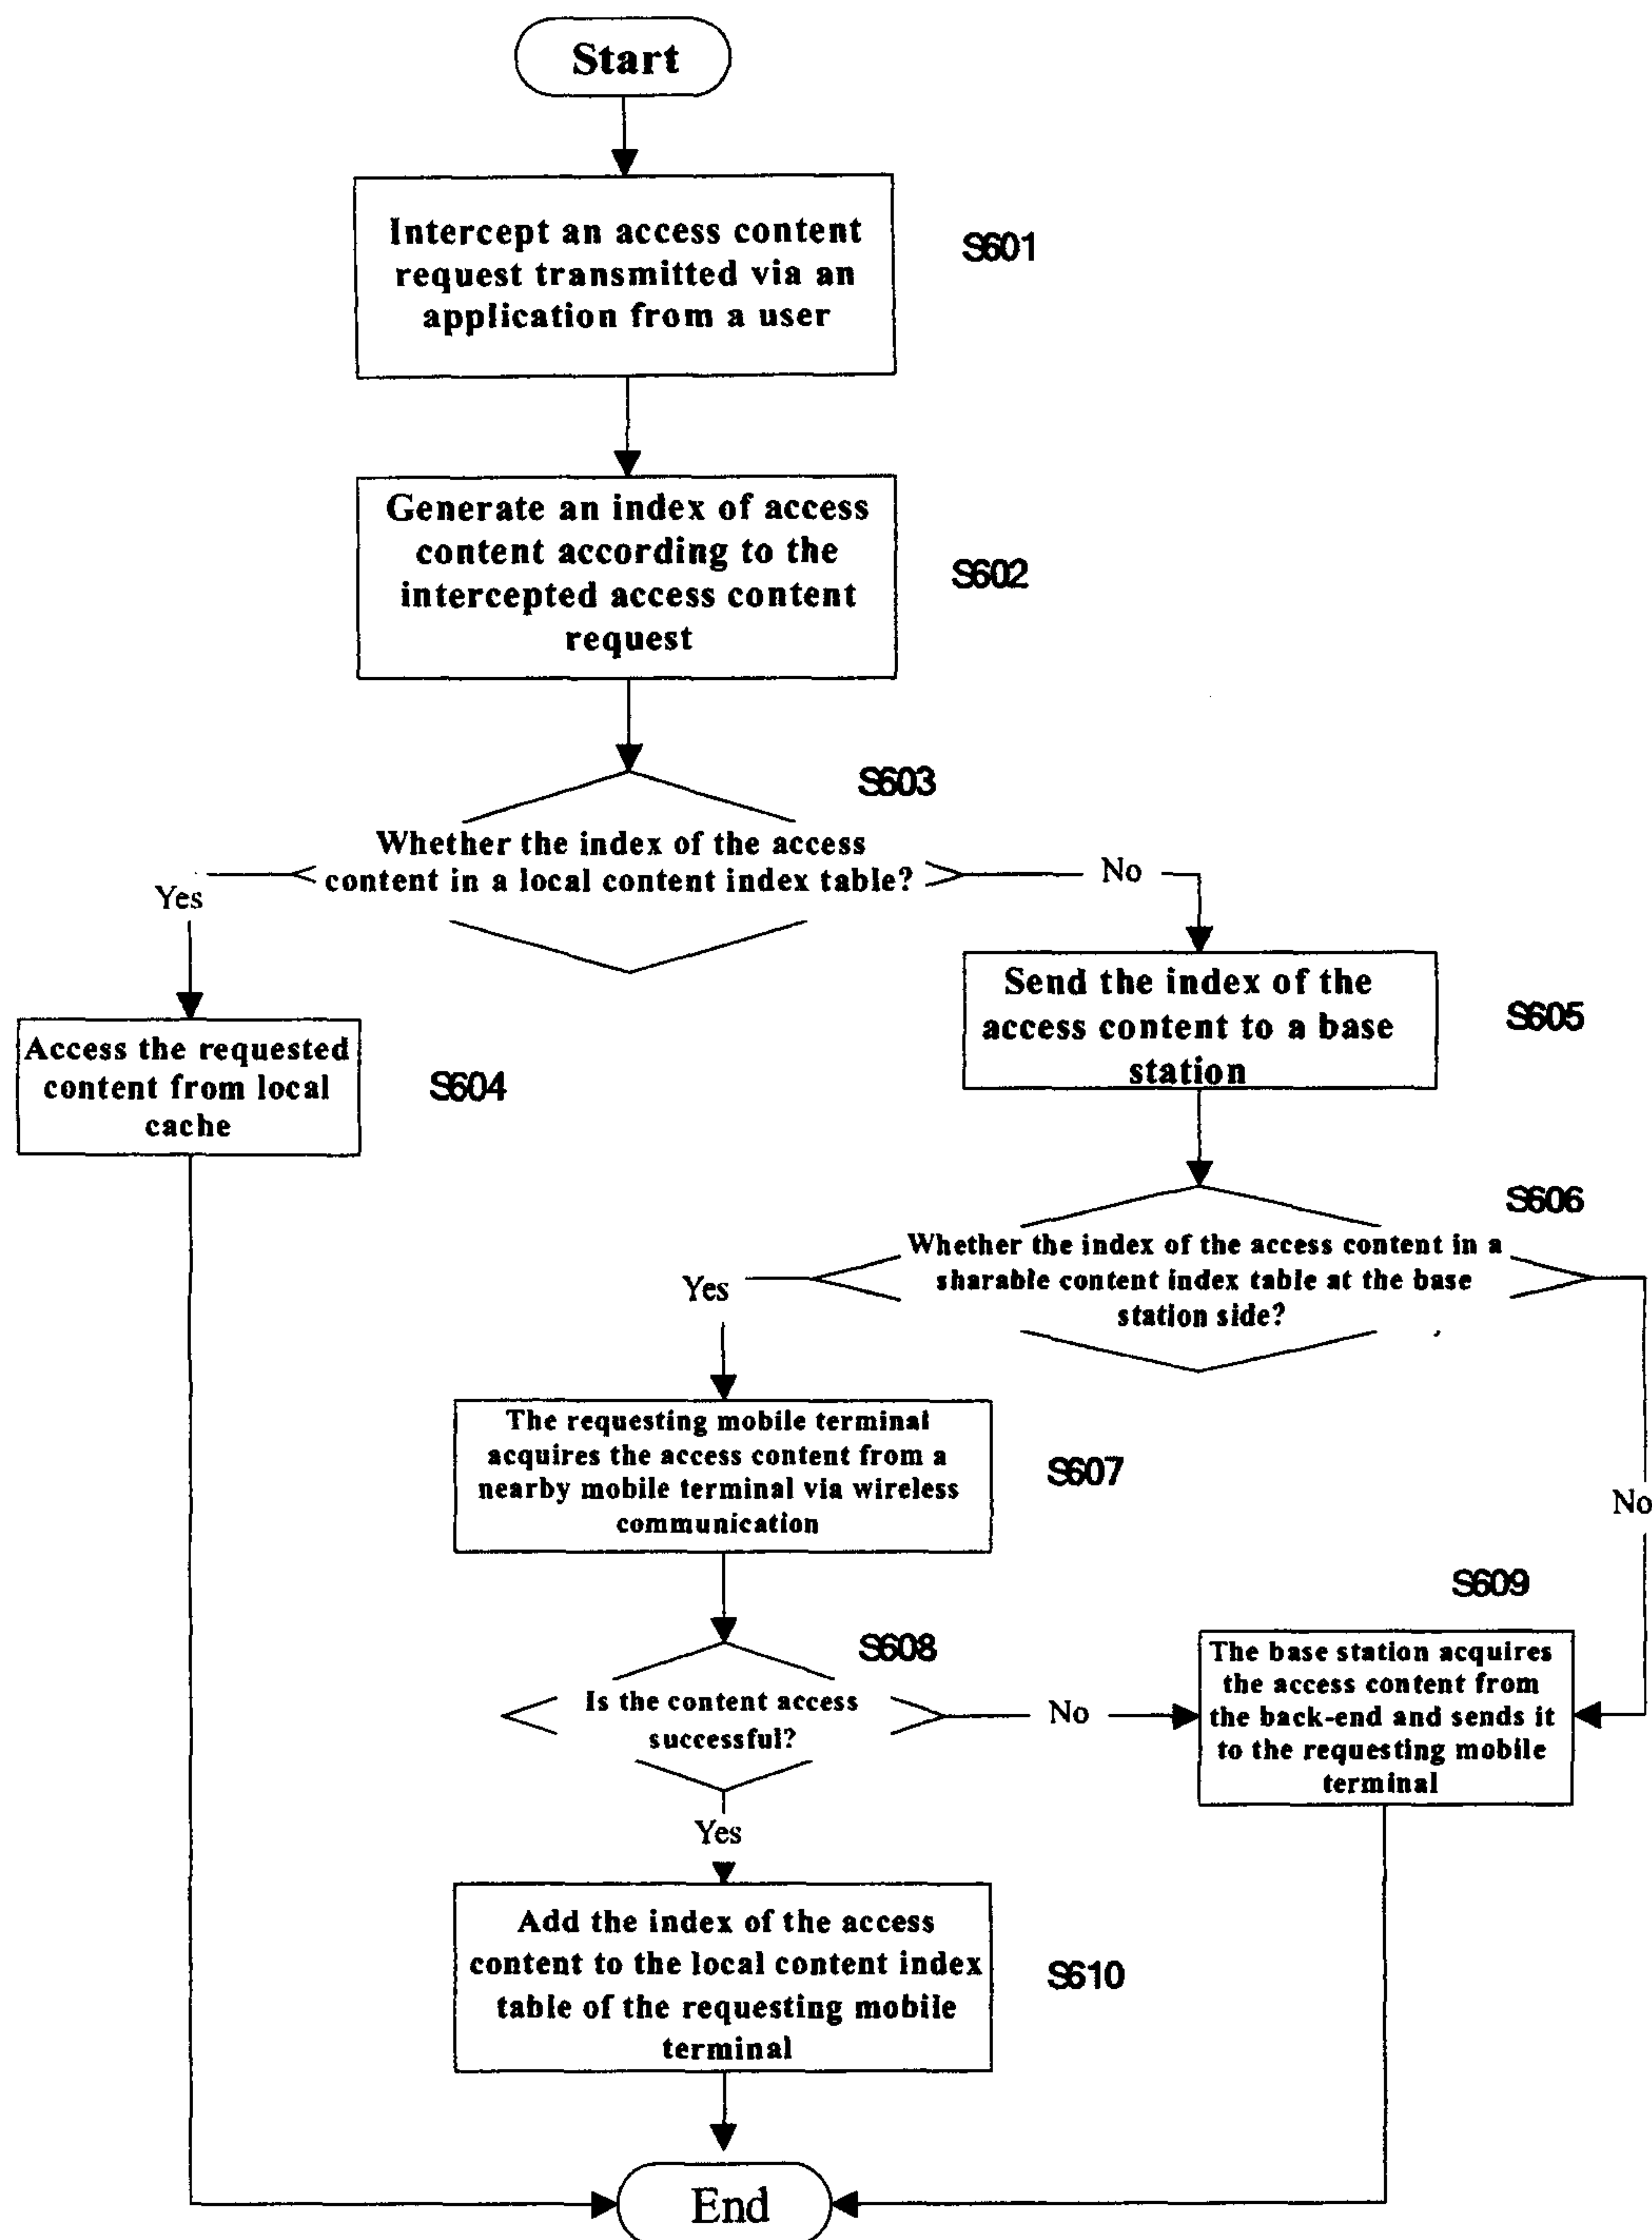 Start
Intercept an access content
request transmitted via an
application from a user
S601
Generate an index of access
content according to the
intercepted access content
request
S602
S603
Whether the index of the access
content in a local content index table?
Yes
No
Send the index of the
access content to a base
station
S605
Access the requested
content from local
cache
S604
S606
Whether the index of the access content in a
sharable content index table at the base
station side?
Yes
No
The requesting mobile terminal
acquires the access content from a
nearby mobile terminal via wireless
communication
S607
S608
Is the content access
successful?
No
Yes
S609
The base station acquires
the access content from
the back-end and sends it
to the requesting mobile
terminal
Add the index of the access
content to the local content index
table of the requesting mobile
terminal
S610
End